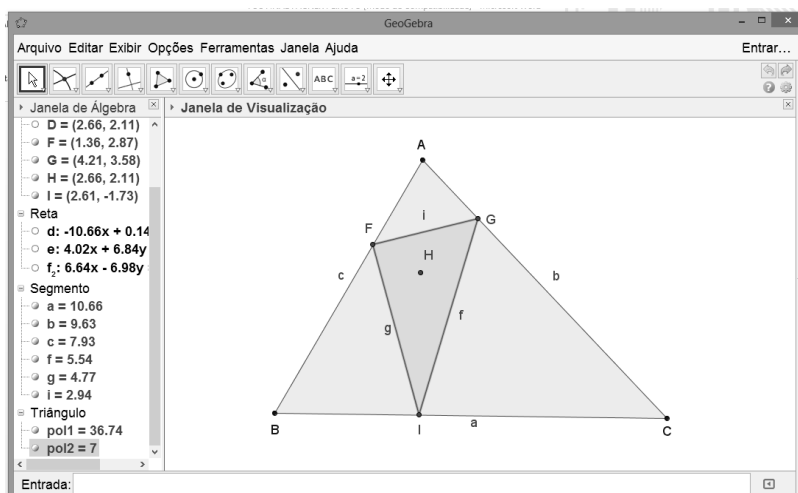 GeoGebra
Arquivo Editar Exibir Opções Ferramentas Janela Ajuda
Entrar...
ABC
a=2
Janela de Álgebra
Janela de Visualização
D = (2.66, 2.11)
F = (1.36, 2.87)
G = (4.21, 3.58)
H = (2.66, 2.11)
I = (2.61, -1.73)
Reta
d: -10.66x + 0.14
e: 4.02x + 6.84y
f₂: 6.64x - 6.98y
Segmento
a = 10.66
b = 9.63
c = 7.93
f = 5.54
g = 4.77
i = 2.94
Triângulo
pol1 = 36.74
pol2 = 7
A
i
G
F
H
c
b
g
f
B
I
a
C
Entrada: